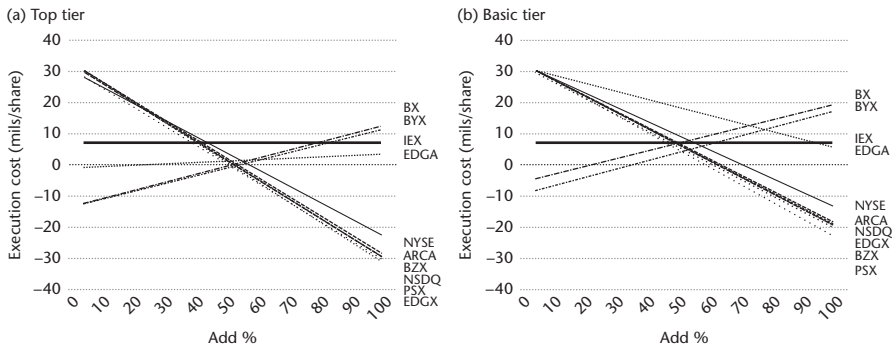 (a) Top tier
Execution cost (mils/share)
40
30
20
10
0
−10
−20
−30
−40
0
10
20
30
40
50
60
70
80
90
100
Add %
BX
BYX
IEX
EDGA
NYSE
ARCA
BZX
NSDQ
PSX
EDGX
(b) Basic tier
Execution cost (mils/share)
40
30
20
10
0
−10
−20
−30
−40
0
10
20
30
40
50
60
70
80
90
100
Add %
BX
BYX
IEX
EDGA
NYSE
ARCA
NSDQ
EDGX
BZX
PSX